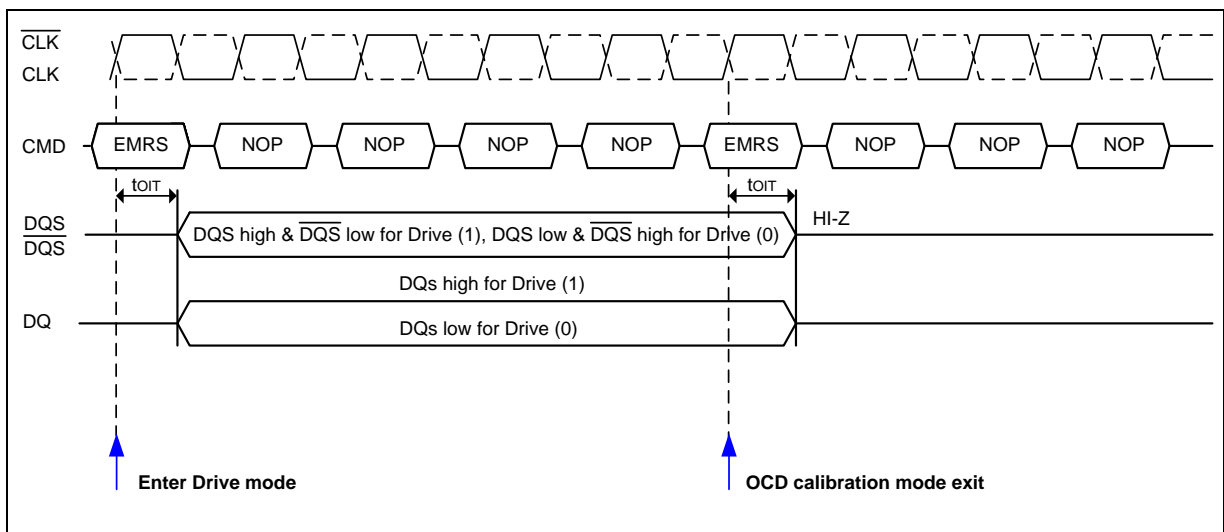 CLK
CLK
CMD
EMRS NOP NOP NOP NOP EMRS NOP NOP NOP
tOIT tOIT
DQS
DQS
DQS high & DQS low for Drive (1), DQS low & DQS high for Drive (0)
HI-Z
DQs high for Drive (1)
DQ
DQs low for Drive (0)
Enter Drive mode
OCD calibration mode exit